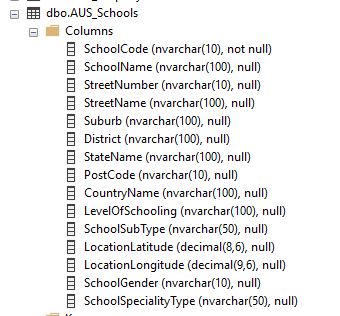 dbo.AUS_Schools
Columns
SchoolCode (nvarchar(10), not null)
SchoolName (nvarchar(100), null)
StreetNumber (nvarchar(10), null)
StreetName (nvarchar(100), null)
Suburb (nvarchar(100), null)
District (nvarchar(100), null)
StateName (nvarchar(100), null)
PostCode (nvarchar(10), null)
CountryName (nvarchar(100), null)
LevelOfSchooling (nvarchar(100), null)
SchoolSubType (nvarchar(50), null)
LocationLatitude (decimal(8,6), null)
LocationLongitude (decimal(9,6), null)
SchoolGender (nvarchar(10), null)
SchoolSpecialityType (nvarchar(50), null)